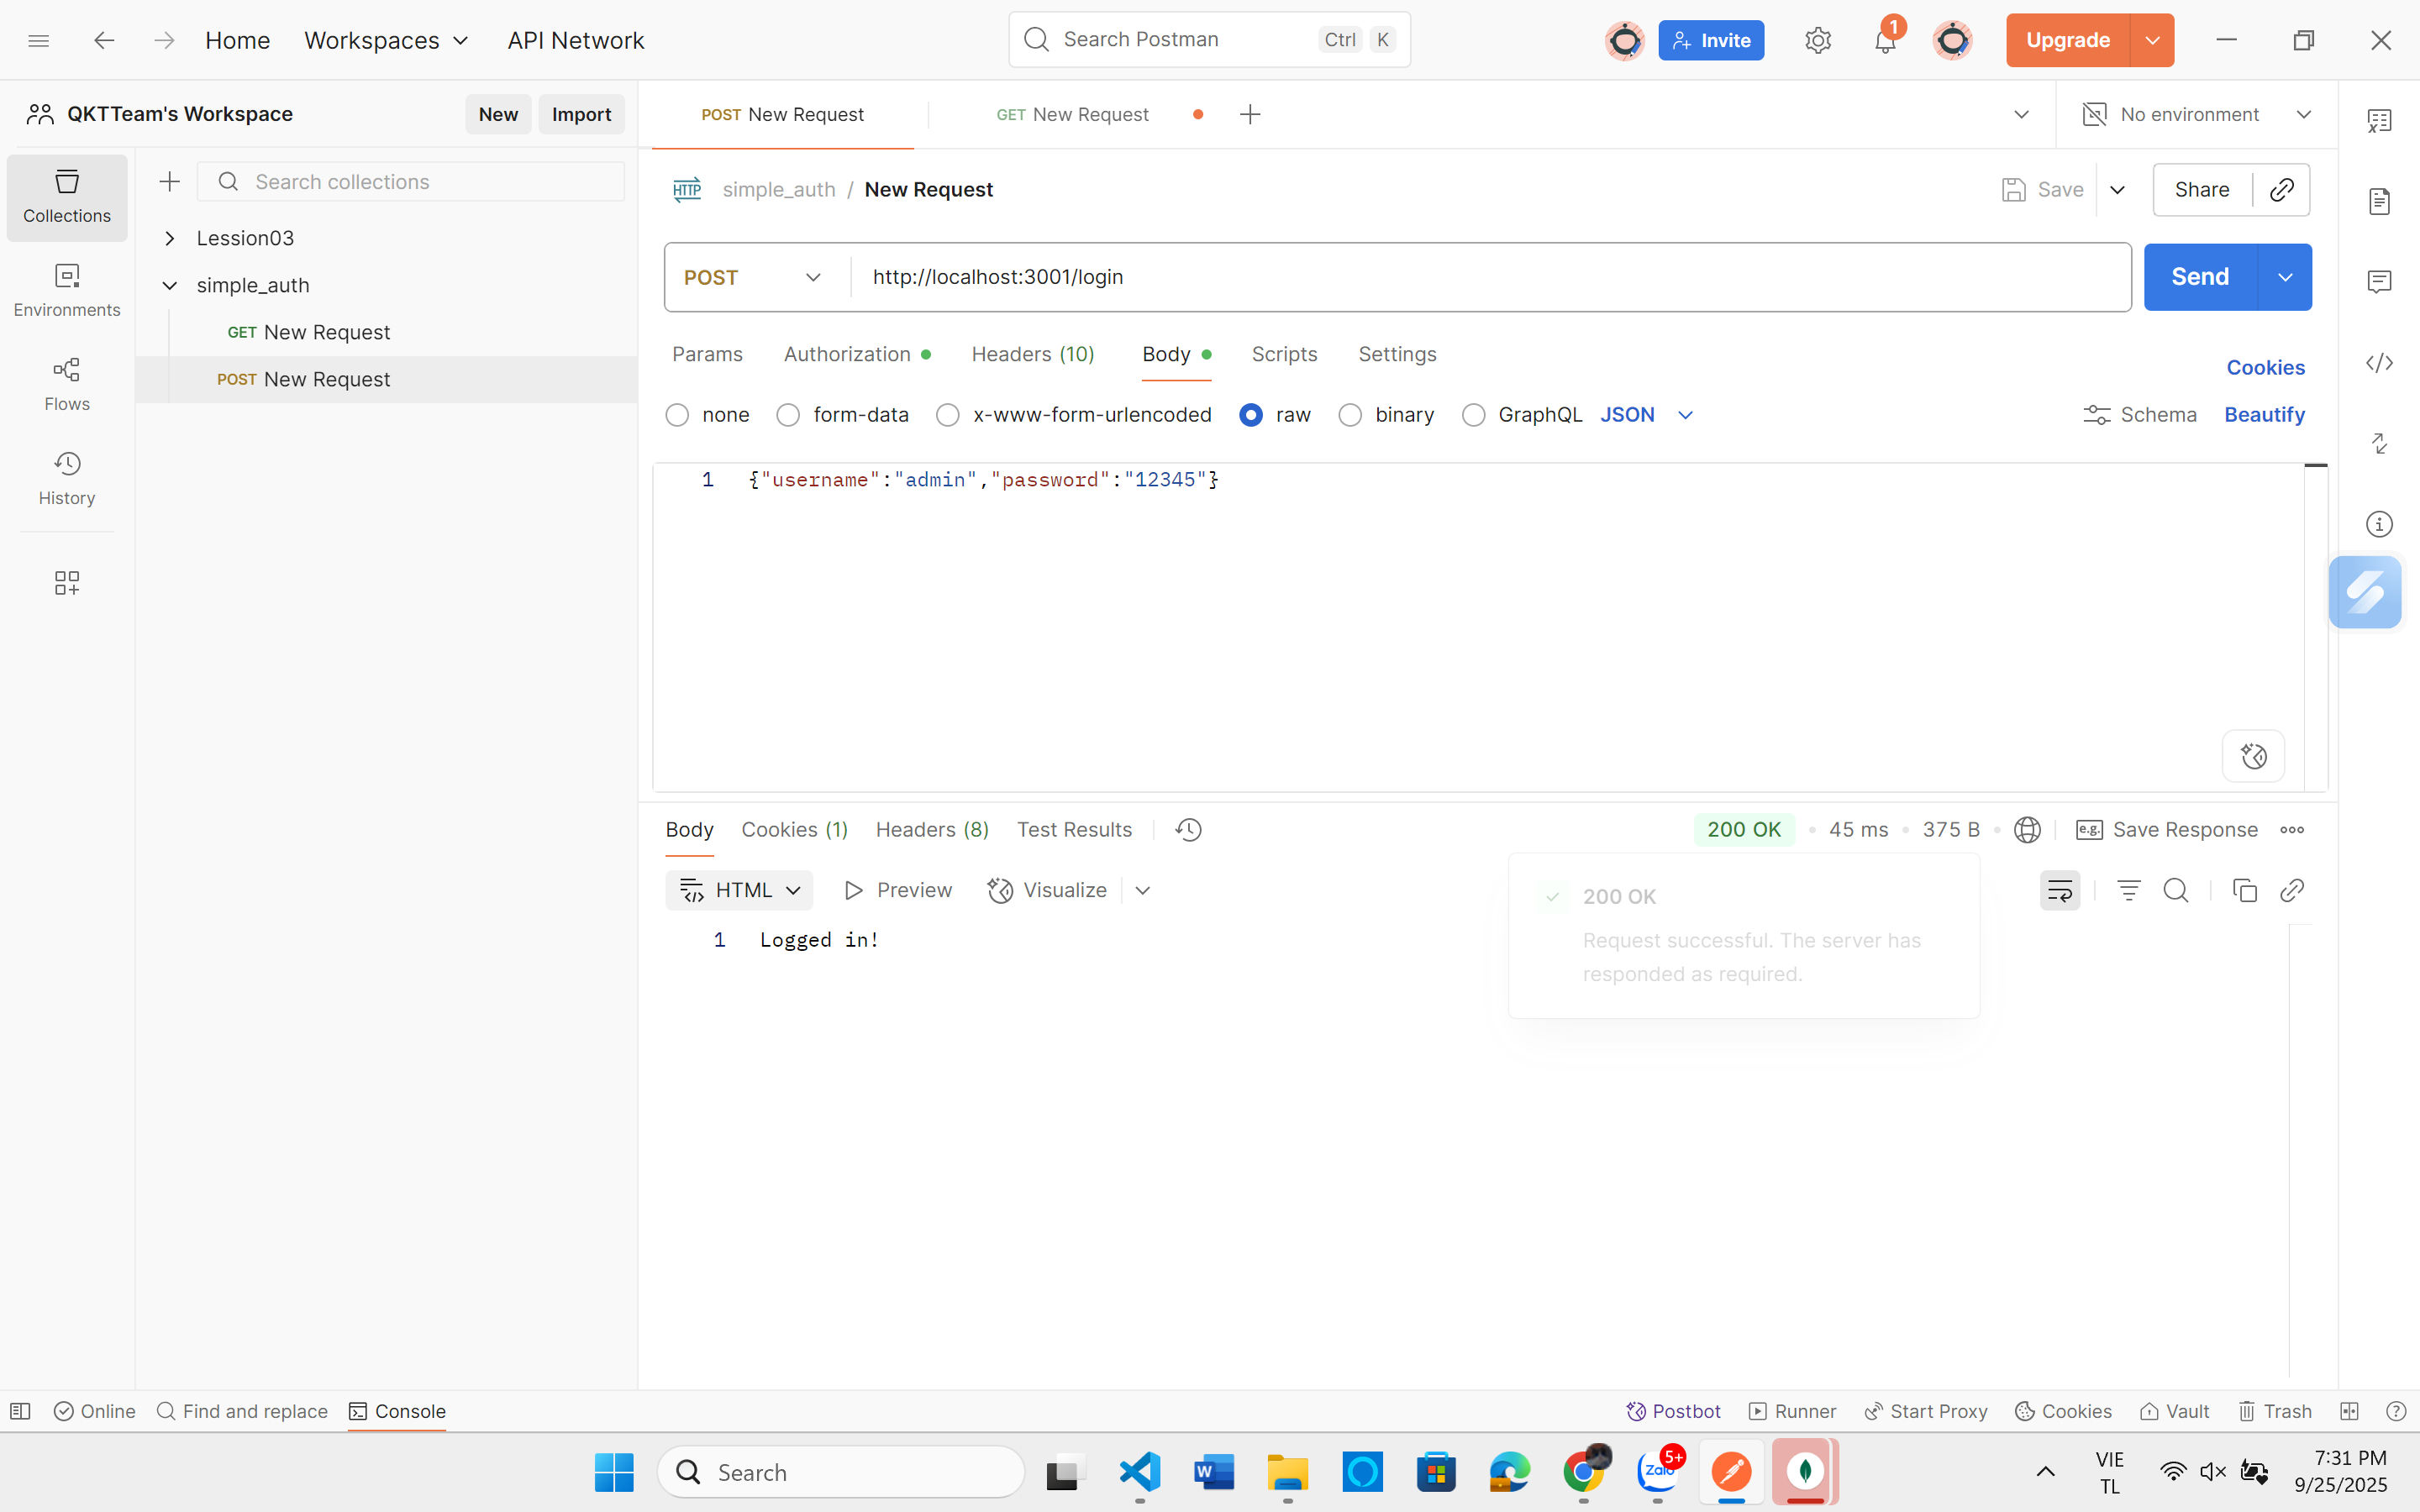 Home Workspaces API Network Search Postman Ctrl K Invite 1 Upgrade
QKTTeam's Workspace New Import POST New Request GET New Request No environment
Collections
Search collections
simple_auth / New Request Save Share
Lession03
simple_auth
GET New Request
POST New Request
Environments
Flows
History
POST http://localhost:3001/login Send
Params Authorization Headers (10) Body Scripts Settings Cookies
none form-data x-www-form-urlencoded raw binary GraphQL JSON Schema Beautify
1 {"username":"admin","password":"12345"}
Body Cookies (1) Headers (8) Test Results 200 OK 45 ms 375 B e.g. Save Response
HTML Preview Visualize
200 OK
Request successful. The server has
responded as required.
1 Logged in!
Online Find and replace Console Postbot Runner Start Proxy Cookies Vault Trash
Search Zalo 5+
VIE
TL
7:31 PM
9/25/2025